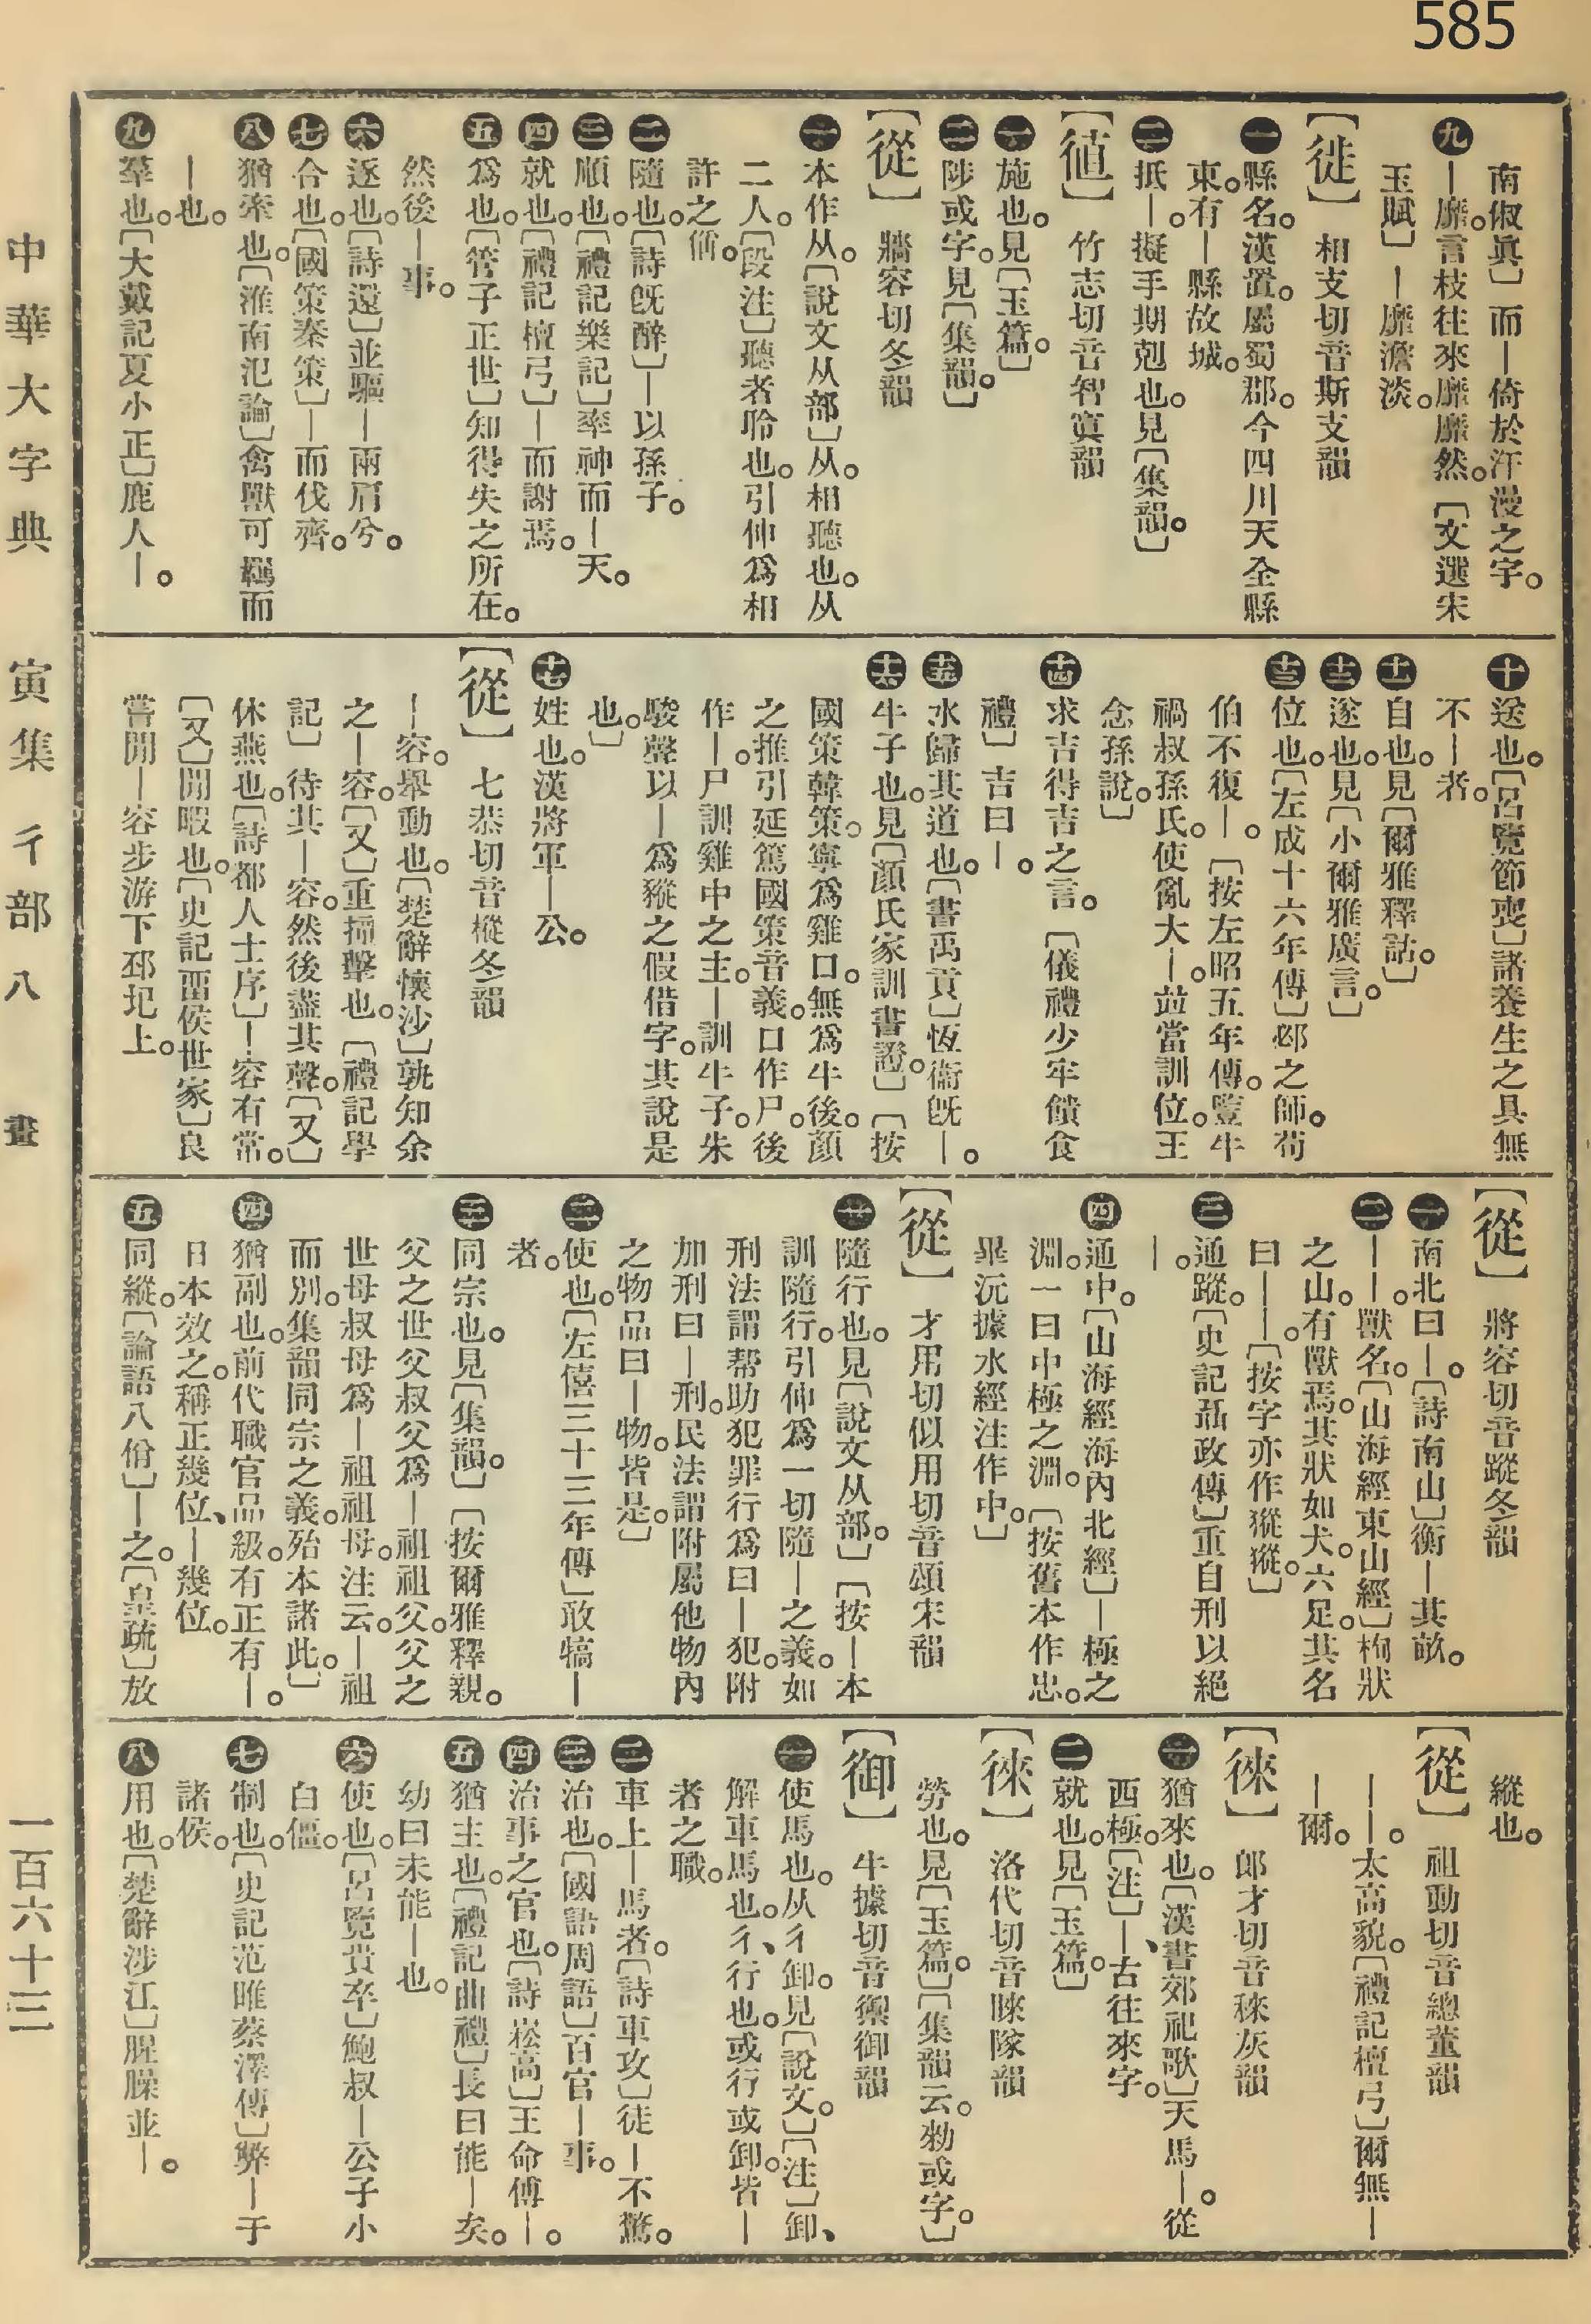 585
南俶眞〕而—倚於汗漫之宇。
九 —靡。言枝往來靡靡然。〔文選宋
玉賦〕—靡澹淡。
【徙】 相支切音斯支韻
一 縣名。漢置。屬蜀郡。今四川天全縣
東。有—縣故城。
二 抵—。擬手期剋也。見〔集韻。〕
【値】 竹志切音智寘韻
一 施也。見〔玉篇。〕
二 陟或字。見〔集韻。〕
【從】 牆容切冬韻
一 本作从。〔說文从部〕从。相聽也。从
二人。〔段注〕聽者聆也。引伸爲相
許之偁。
二 隨也。〔詩旣醉〕—以孫子。
三 順也。〔禮記樂記〕率神而—天。
四 就也。〔禮記檀弓〕—而謝焉。
五 爲也。〔管子正世〕知得失之所在。
然後—事。
六 逐也。〔詩還〕並驅—兩肩兮。
七 合也。〔國策秦策〕—而伐齊。
八 猶牽也。〔淮南氾論〕禽獸可羈而
—也。
九 羣也。〔大戴記夏小正〕鹿人—。
十 送也。〔呂覽節喪〕諸養生之具無
不—者。
十一 自也。見〔爾雅釋詁。〕
十二 遂也。見〔小爾雅廣言。〕
十三 位也。〔左成十六年傳〕鄢之師。荀
伯不復—。〔按左昭五年傳。豎牛
禍叔孫氏。使亂大—。竝當訓位。王
念孫說。〕
十四 求吉得吉之言。〔儀禮少牢饋食
禮〕吉曰—。
十五 水歸其道也。〔書禹貢〕恆衞旣—。
十六 牛子也。見〔顏氏家訓書證。〕〔按
國策韓策。寧爲雞口。無爲牛後。顏
之推引延篤國策音義。口作尸。後
作—。尸訓雞中之主。—訓牛子。朱
駿聲以—爲豵之假借字。其說是
也。〕
十七 姓也。漢將軍—公。
【從】 七恭切音樅冬韻
—容。舉動也。〔楚辭懷沙〕孰知余
之—容。〔又〕重撞擊也。〔禮記學
記〕待其—容。然後盡其聲。〔又〕
休燕也。〔詩都人士序〕—容有常。
〔又〕閒暇也。〔史記畱侯世家〕良
嘗閒—容步游下邳圯上。
【從】 將容切音蹤冬韻
一 南北曰—。〔詩南山〕衡—其畝。
二 ——。獸名。〔山海經東山經〕栒狀
之山。有獸焉。其狀如犬。六足。其名
曰——。〔按字亦作猣猣。〕
三 通蹤。〔史記聶政傳〕重自刑以絕
—。
四 通中。〔山海經海內北經〕—極之
淵。一曰中極之淵。〔按舊本作忠。
畢沅據水經注作中。〕
【從】 才用切似用切音頌宋韻
一 隨行也。見〔說文从部。〕〔按—本
訓隨行。引伸爲一切隨—之義。如
刑法謂帮助犯罪行爲曰—犯。附
加刑曰—刑。民法謂附屬他物內
之物品曰—物。皆是。〕
二 使也。〔左僖三十三年傳〕敢犒—
者。
三 同宗也。見〔集韻。〕〔按爾雅釋親。
父之世父叔父爲—祖祖父。父之
世母叔母爲—祖祖母。注云。—祖
而別。集韻同宗之義。殆本諸此。〕
四 猶副也。前代職官品級。有正有—。
日本效之。稱正幾位、—幾位。
五 同縱。〔論語八佾〕—之。〔皇疏〕放
縱也。
【從】 祖動切音總董韻
——。太高貌。〔禮記檀弓〕爾無—
—爾。
【徠】 郎才切音䅘灰韻
一 猶來也。〔漢書郊祀歌〕天馬—。從
西極。〔注〕—、古往來字。
二 就也。見〔玉篇。〕
【徠】 洛代切音睞隊韻
勞也。見〔玉篇。〕〔集韻云。勑或字。〕
【御】 牛據切音禦御韻
一 使馬也。从彳卸。見〔說文。〕〔注〕卸、
解車馬也。彳、行也。或行或卸。皆—
者之職。
二 車上—馬者。〔詩車攻〕徒—不驚。
三 治也。〔國語周語〕百官—事。
四 治事之官也。〔詩崧高〕王命傅—。
五 猶主也。〔禮記曲禮〕長曰能—矣。
幼曰未能—也。
六 使也。〔呂覽貴卒〕鮑叔—公子小
白僵。
七 制也。〔史記范睢蔡澤傳〕弊—于
諸侯。
八 用也。〔楚辭涉江〕腥臊並—。
中華大字典 寅集 彳部 八畫 一百六十三